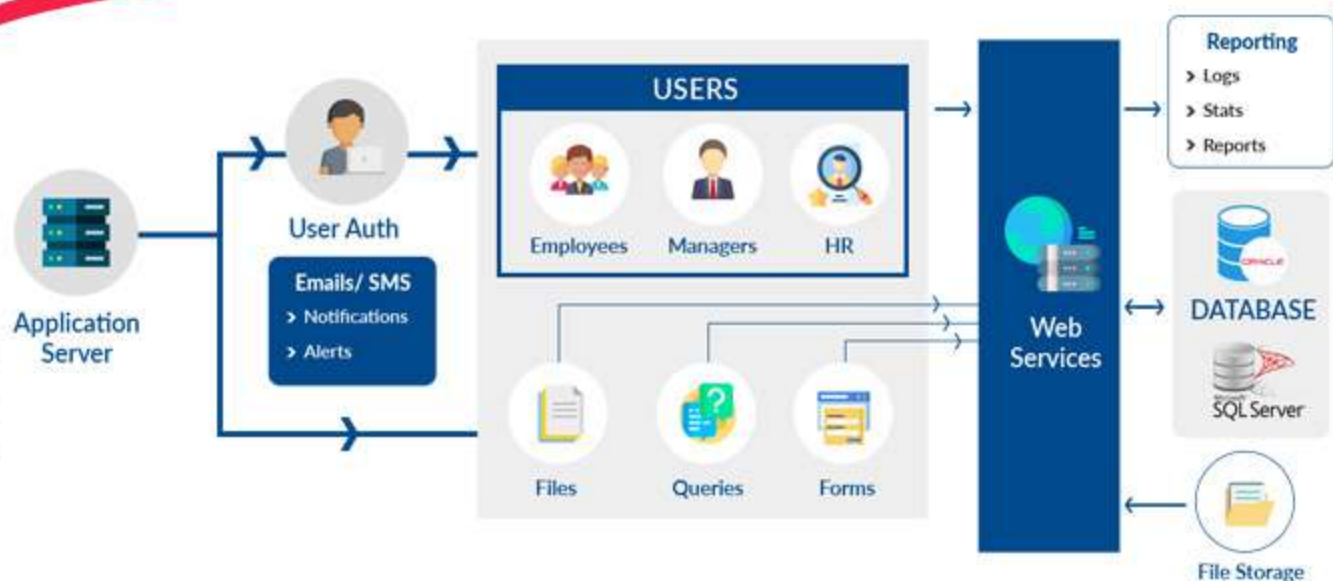 Application
Server
User Auth
Emails/ SMS
> Notifications
> Alerts
USERS
Employees
Managers
HR
Files
Queries
Forms
Web
Services
Reporting
> Logs
> Stats
> Reports
ORACLE
DATABASE
Microsoft
SQL Server
File Storage